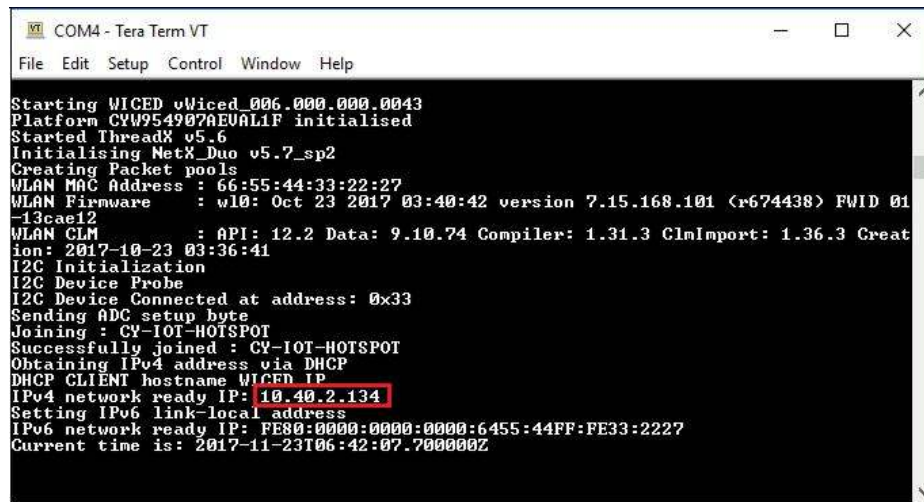 COM4 - Tera Term VT
File Edit Setup Control Window Help
Starting WICED vWiced_006.000.000.0043
Platform CYW954907AEVAL1F initialised
Started ThreadX v5.6
Initialising NetX_Duo v5.7_sp2
Creating Packet pools
WLAN MAC Address : 66:55:44:33:22:27
WLAN Firmware : wl0: Oct 23 2017 03:40:42 version 7.15.168.101 (r674438) FWID 01
-13cae12
WLAN CLM : API: 12.2 Data: 9.10.74 Compiler: 1.31.3 ClmImport: 1.36.3 Creat
ion: 2017-10-23 03:36:41
I2C Initialization
I2C Device Probe
I2C Device Connected at address: 0x33
Sending ADC setup byte
Joining : CY-IOT-HOTSPOT
Successfully joined : CY-IOT-HOTSPOT
Obtaining IPv4 address via DHCP
DHCP CLIENT hostname WICED IP
IPv4 network ready IP: 10.40.2.134
Setting IPv6 link-local address
IPv6 network ready IP: FE80:0000:0000:0000:6455:44FF:FE33:2227
Current time is: 2017-11-23T06:42:07.700000Z